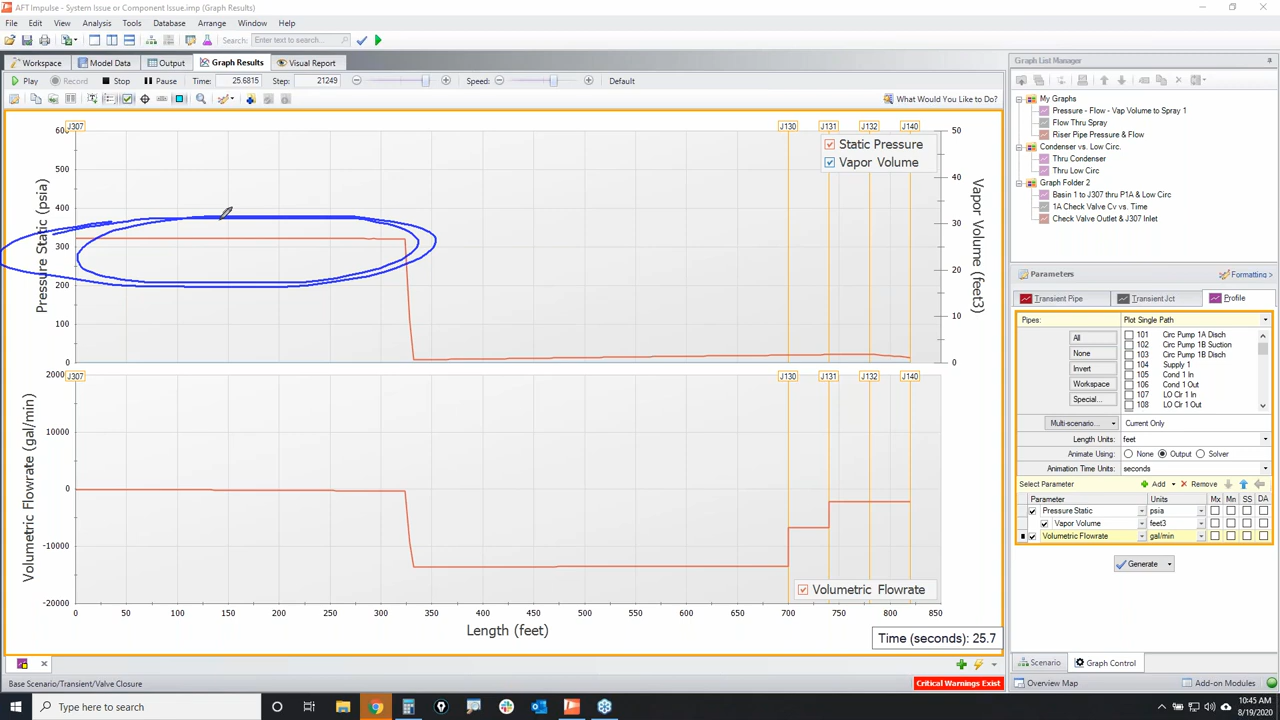 AFT Impulse - System Issue or Component Issue.imp (Graph Results)
File Edit View Analysis Tools Database Arrange Window Help
Search: Enter text to search...
Workspace Model Data Output Graph Results Visual Report
Play Record Stop Pause Time: 25.6815 Step: 21249 Speed: Default
What Would You Like to Do?
J307 J130 J131 J132 J140
Static Pressure
Vapor Volume
Pressure Static (psia)
600
500
400
300
200
100
0
Vapor Volume (feet3)
50
40
30
20
10
0
J307 J130 J131 J132 J140
Volumetric Flowrate (gal/min)
2000
10000
0
-10000
-20000
Volumetric Flowrate
0 50 100 150 200 250 300 350 400 450 500 550 600 650 700 750 800 850
Length (feet)
Time (seconds): 25.7
Graph List Manager
My Graphs
Pressure - Flow - Vap Volume to Spray 1
Flow Thru Spray
Riser Pipe Pressure & Flow
Condenser vs. Low Circ.
Thru Condenser
Thru Low Circ
Graph Folder 2
Basin 1 to J307 thru P1A & Low Circ
1A Check Valve Cv vs. Time
Check Valve Outlet & J307 Inlet
Parameters Formatting >
Transient Pipe Transient Jct Profile
Pipes: Plot Single Path
All
None
Invert
Workspace
Special...
101 Circ Pump 1A Disch
102 Circ Pump 1B Suction
103 Circ Pump 1B Disch
104 Supply 1
105 Cond 1 In
106 Cond 1 Out
107 LO Clr 1 In
108 LO Clr 1 Out
Multi-scenario... Current Only
Length Units: feet
Animate Using: None Output Solver
Animation Time Units: seconds
Select Parameter Add Remove
Parameter Units Mx Mn SS DA
Pressure Static psia
Vapor Volume feet3
Volumetric Flowrate gal/min
Generate
Scenario Graph Control
Base Scenario/Transient/Valve Closure Critical Warnings Exist Overview Map Add-on Modules
Type here to search
10:45 AM
8/19/2020